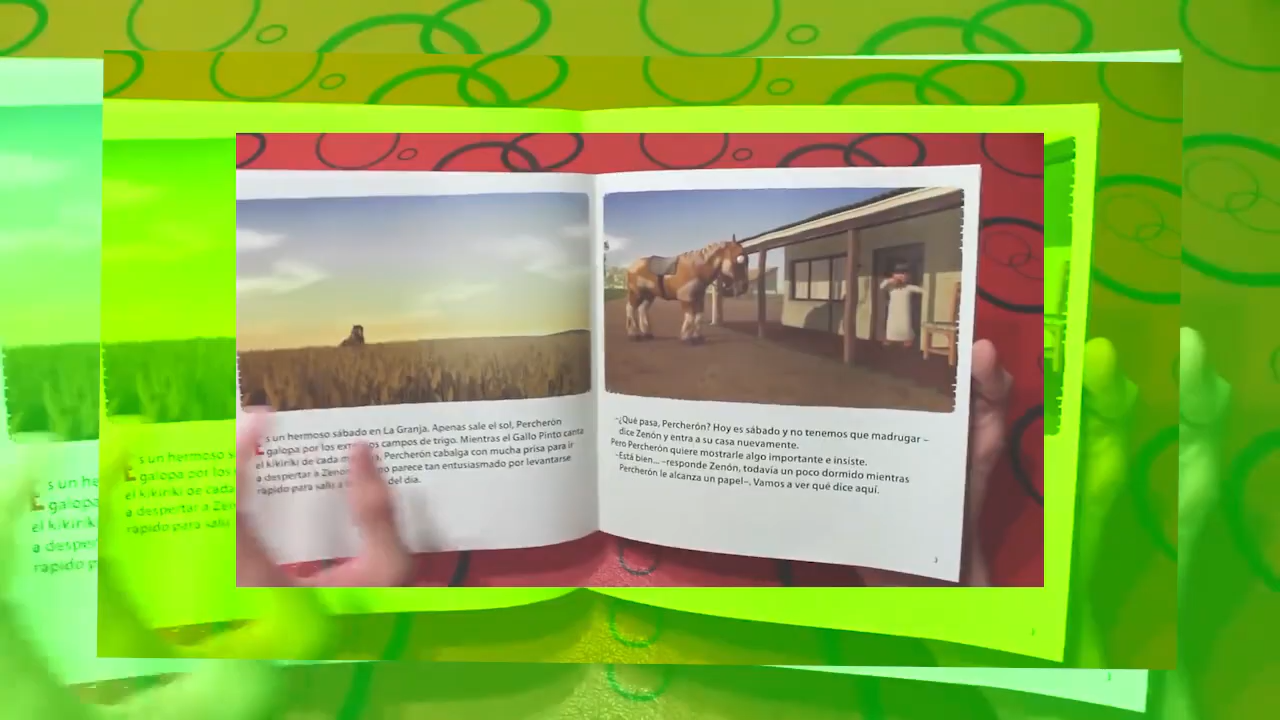 Es un hermoso sábado en La Granja. Apenas sale el sol, Percherón
galopa por los campos de trigo. Mientras el Gallo Pinto canta
el kikiriki de cada Percherón cabalga con mucha prisa para ir
a despertar a no parece tan entusiasmado por levantarse
rápido para salir a del día.
–¿Qué pasa, Percherón? Hoy es sábado y no tenemos que madrugar –
dice Zenón y entra a su casa nuevamente.
Pero Percherón quiere mostrarle algo importante e insiste.
–Está bien... –responde Zenón, todavía un poco dormido mientras
Percherón le alcanza un papel–, Vamos a ver qué dice aquí.
3